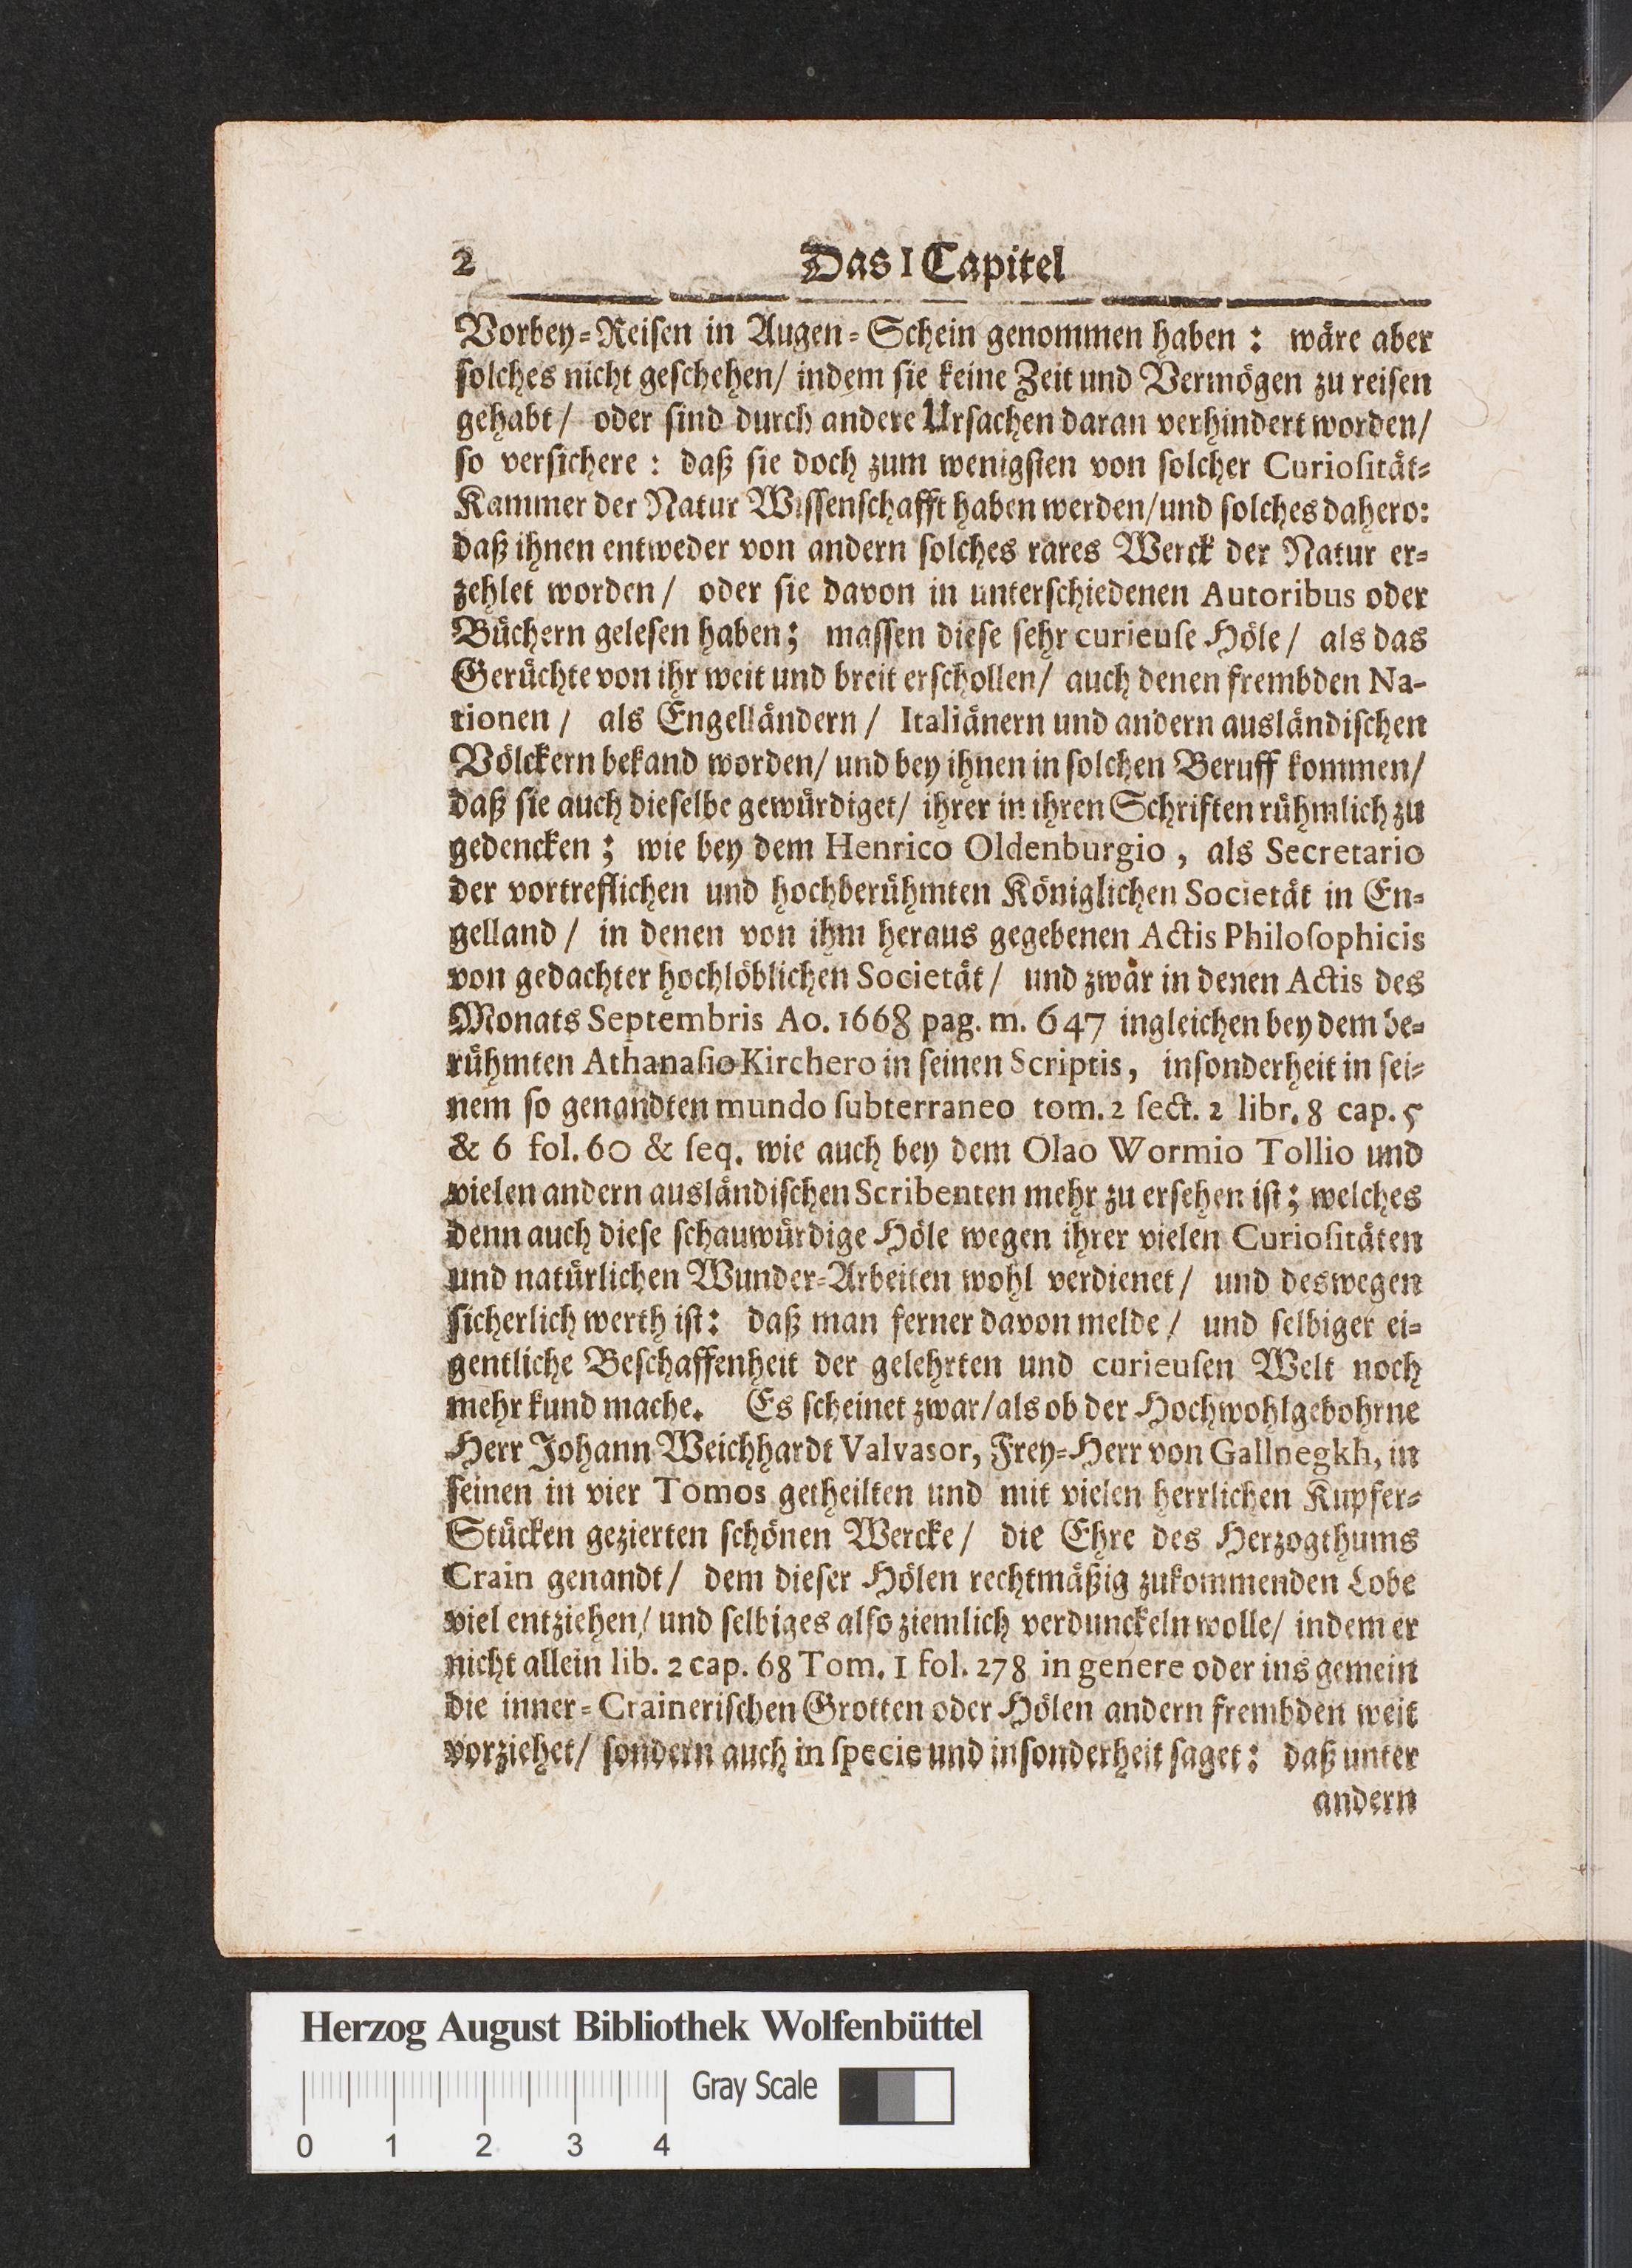 2 Das I Capitel
Vorbey-Reisen in Augen-Schein genommen haben: wäre aber
solches nicht geschehen/ indem sie keine Zeit und Vermögen zu reisen
gehabt/ oder sind durch andere Ursachen daran verhindert worden/
so versichere: daß sie doch zum wenigsten von solcher Curiosität-
Kammer der Natur Wissenschafft haben werden/und solches dahero:
daß ihnen entweder von andern solches rares Werck der Natur er-
zehlet worden/ oder sie davon in unterschiedenen Autoribus oder
Büchern gelesen haben; massen diese sehr curieuse Höle/ als das
Gerüchte von ihr weit und breit erschollen/ auch denen frembden Na-
tionen/ als Engelländern/ Italiänern und andern ausländischen
Völckern bekand worden/ und bey ihnen in solchen Beruff kommen/
daß sie auch dieselbe gewürdiget/ ihrer in ihren Schriften rühmlich zu
gedencken; wie bey dem Henrico Oldenburgio, als Secretario
der vortreflichen und hochberühmten Königlichen Societät in En-
gelland/ in denen von ihm heraus gegebenen Actis Philosophicis
von gedachter hochlöblichen Societät/ und zwar in denen Actis des
Monats Septembris Ao. 1668 pag. m. 647 ingleichen bey dem be-
rühmten Athanasio Kirchero in seinen Scriptis, insonderheit in sei-
nem so genandten mundo subterraneo tom. 2 sect. 2 libr. 8 cap. 5
& 6 fol. 60 & seq. wie auch bey dem Olao Wormio Tollio und
vielen andern ausländischen Scribenten mehr zu ersehen ist; welches
denn auch diese schauwürdige Höle wegen ihrer vielen Curiositäten
und natürlichen Wunder-Arbeiten wohl verdienet/ und deswegen
sicherlich werth ist: daß man ferner davon melde/ und selbiger ei-
gentliche Beschaffenheit der gelehrten und curieusen Welt noch
mehr kund mache. Es scheinet zwar/als ob der Hochwohlgebohrne
Herr Johann Weichhardt Valvasor, Frey-Herr von Gallnegkh, in
seinen in vier Tomos getheilten und mit vielen herrlichen Kupfer-
Stücken gezierten schönen Wercke/ die Ehre des Herzogthums
Crain genandt/ dem dieser Hölen rechtmäßig zukommenden Lobe
viel entziehen/ und selbiges also ziemlich verdunckeln wolle/ indem er
nicht allein lib. 2 cap. 68 Tom. I fol. 278 in genere oder ins gemein
die inner-Crainerischen Grotten oder Hölen andern frembden weit
vorziehet/ sondern auch in specie und insonderheit saget: daß unter
andern
Herzog August Bibliothek Wolfenbüttel
Gray Scale
0 1 2 3 4